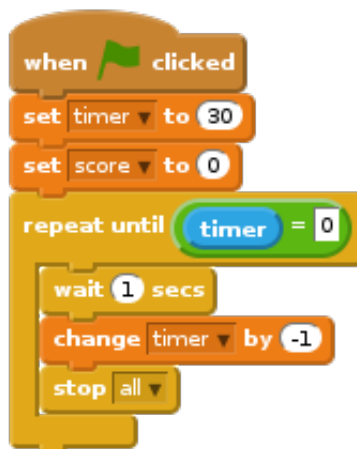 when clicked
set timer to 30
set score to 0
repeat until timer = 0
wait 1 secs
change timer by -1
stop all